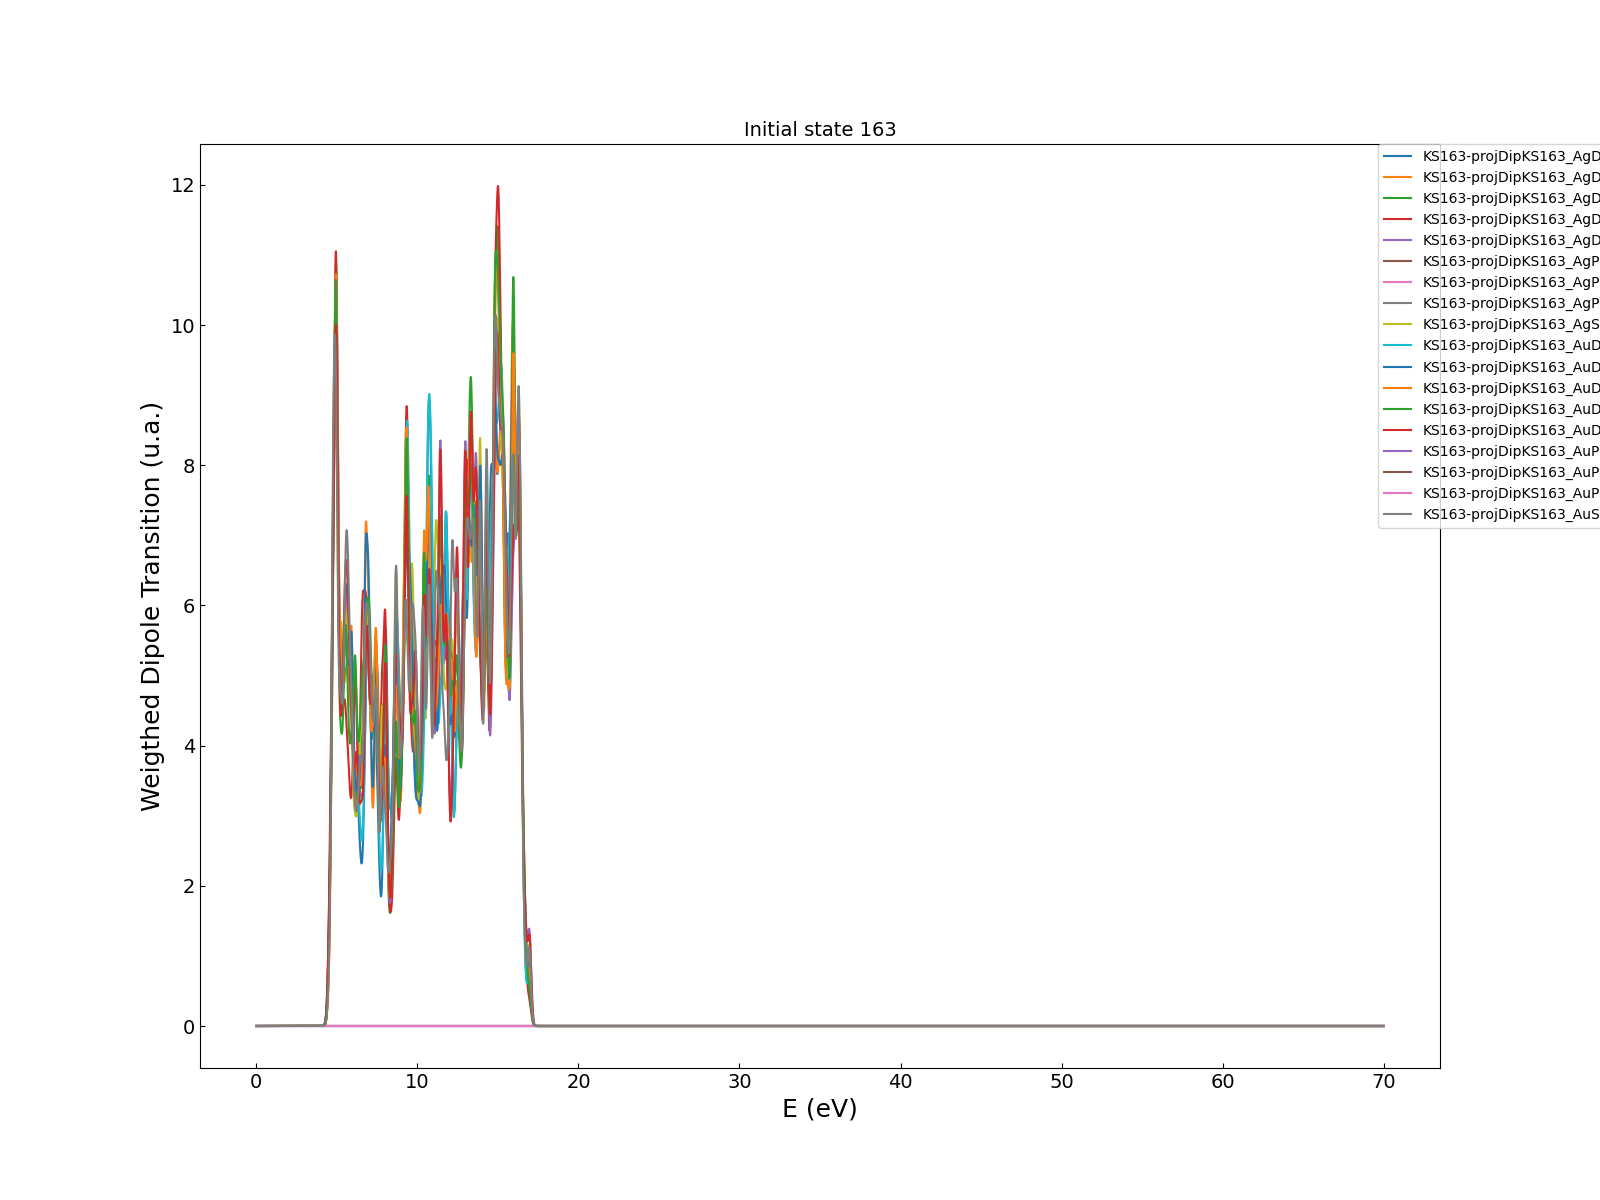 Initial state 163
Weigthed Dipole Transition (u.a.)
12
10
8
6
4
2
0
0 10 20 30 40 50 60 70
E (eV)
KS163-projDipKS163_AgD
KS163-projDipKS163_AgD
KS163-projDipKS163_AgD
KS163-projDipKS163_AgD
KS163-projDipKS163_AgD
KS163-projDipKS163_AgP
KS163-projDipKS163_AgP
KS163-projDipKS163_AgP
KS163-projDipKS163_AgS
KS163-projDipKS163_AuD
KS163-projDipKS163_AuD
KS163-projDipKS163_AuD
KS163-projDipKS163_AuD
KS163-projDipKS163_AuD
KS163-projDipKS163_AuP
KS163-projDipKS163_AuP
KS163-projDipKS163_AuP
KS163-projDipKS163_AuS